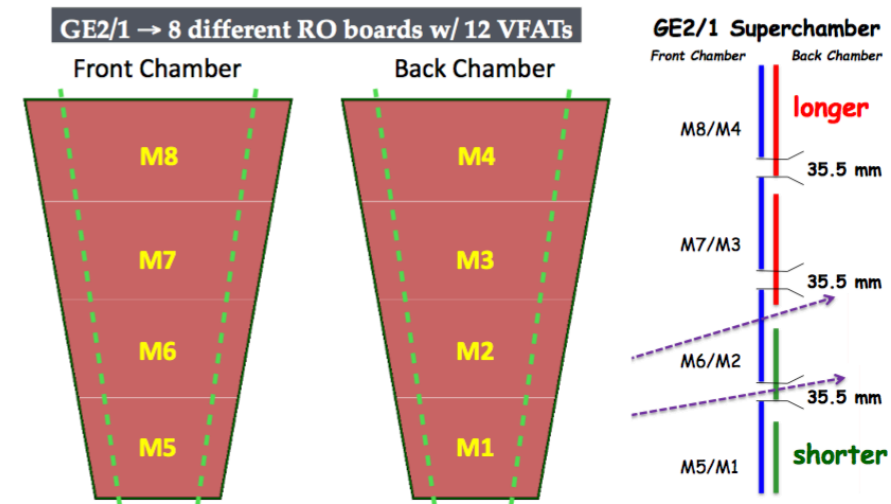 GE2/1 → 8 different RO boards w/ 12 VFATs
Front Chamber
Back Chamber
M8
M7
M6
M5
M4
M3
M2
M1
GE2/1 Superchamber
Front Chamber
Back Chamber
longer
M8/M4
35.5 mm
M7/M3
35.5 mm
M6/M2
35.5 mm
M5/M1
shorter